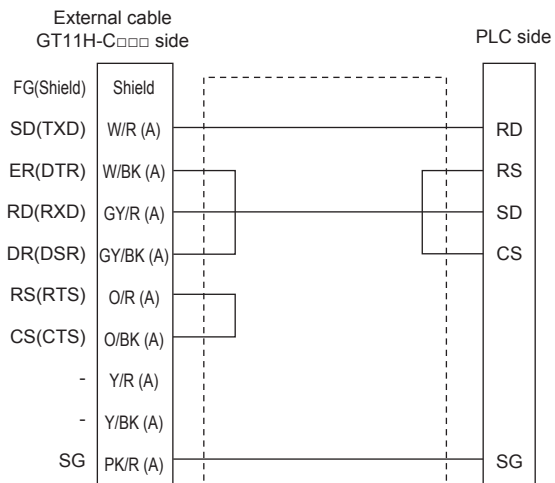 External cable
GT11H-C□□□ side
PLC side
FG(Shield) Shield
SD(TXD) W/R (A) RD
ER(DTR) W/BK (A) RS
RD(RXD) GY/R (A) SD
DR(DSR) GY/BK (A) CS
RS(RTS) O/R (A)
CS(CTS) O/BK (A)
- Y/R (A)
- Y/BK (A)
SG PK/R (A) SG